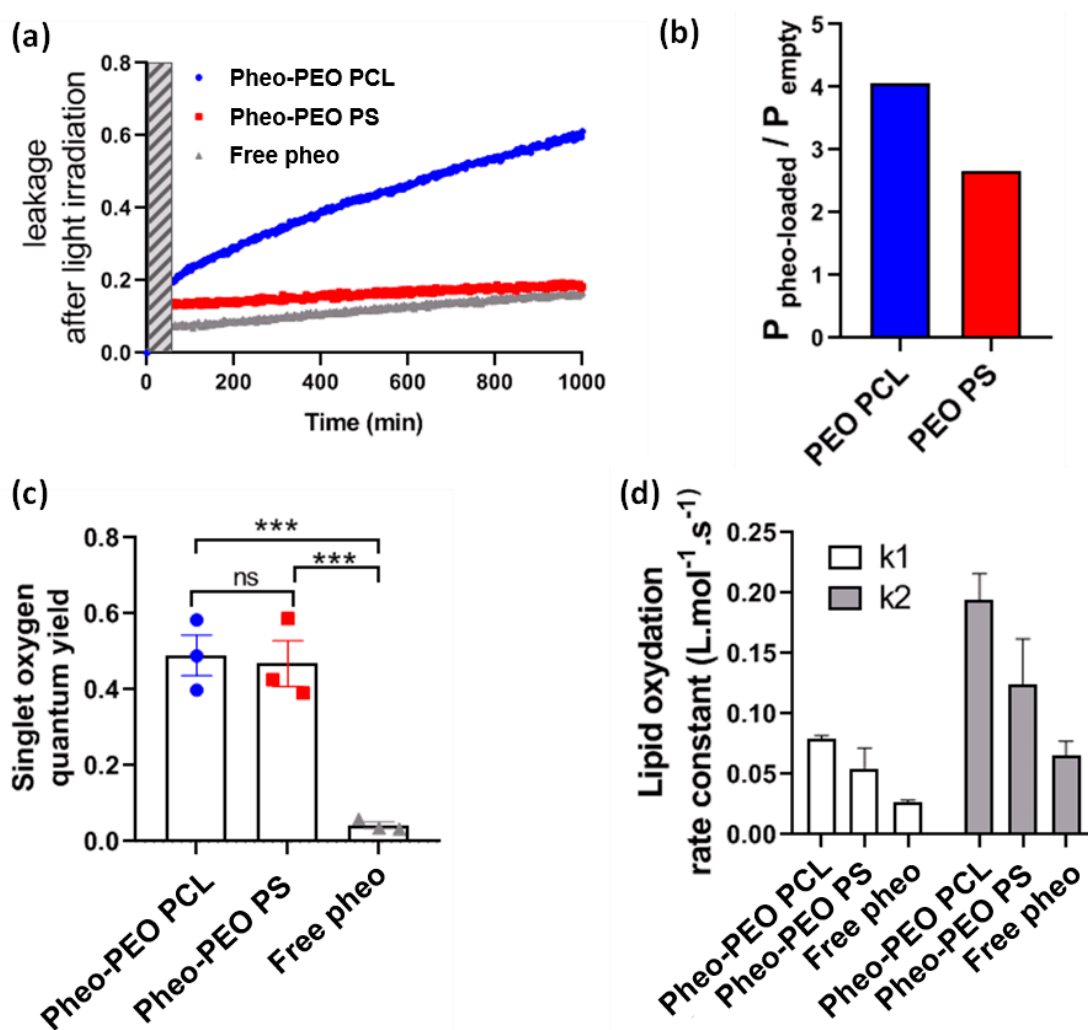 (a)
leakage
after light irradiation
0.8
0.6
0.4
0.2
0.0
Pheo-PEO PCL
Pheo-PEO PS
Free pheo
0
200
400
600
800
1000
Time (min)
(b)
P pheo-loaded / P empty
5
4
3
2
1
0
PEO PCL
PEO PS
(c)
Singlet oxygen
quantum yield
0.8
0.6
0.4
0.2
0.0
***
***
ns
Pheo-PEO PCL
Pheo-PEO PS
Free pheo
(d)
Lipid oxydation
rate constant (L.mol-1.s-1)
0.25
0.20
0.15
0.10
0.05
0.00
k1
k2
Pheo-PEO PCL
Pheo-PEO PS
Free pheo
Pheo-PEO PCL
Pheo-PEO PS
Free pheo